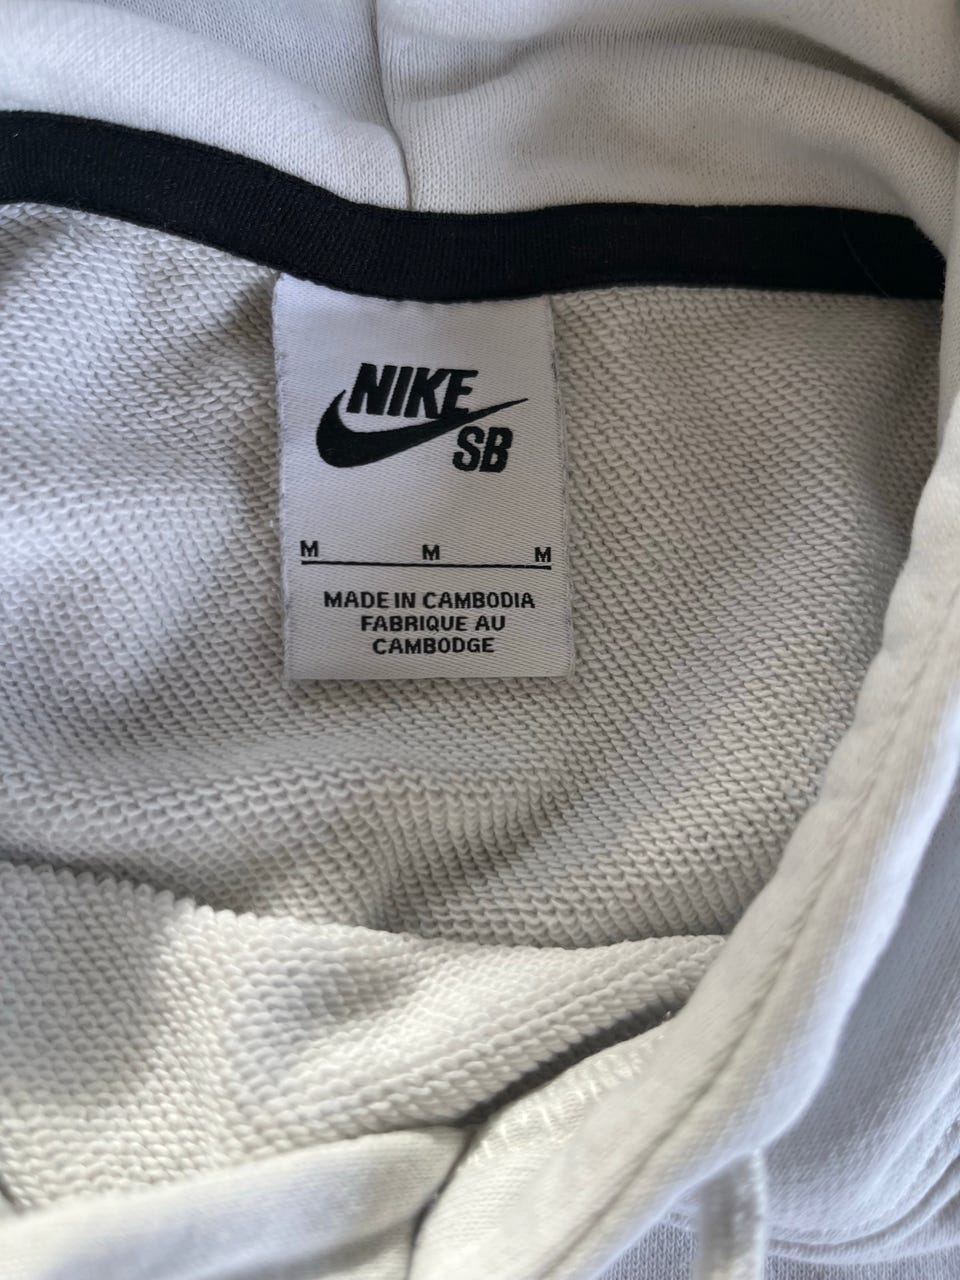 NIKE
SB
M M M
MADE IN CAMBODIA
FABRIQUE AU
CAMBODGE